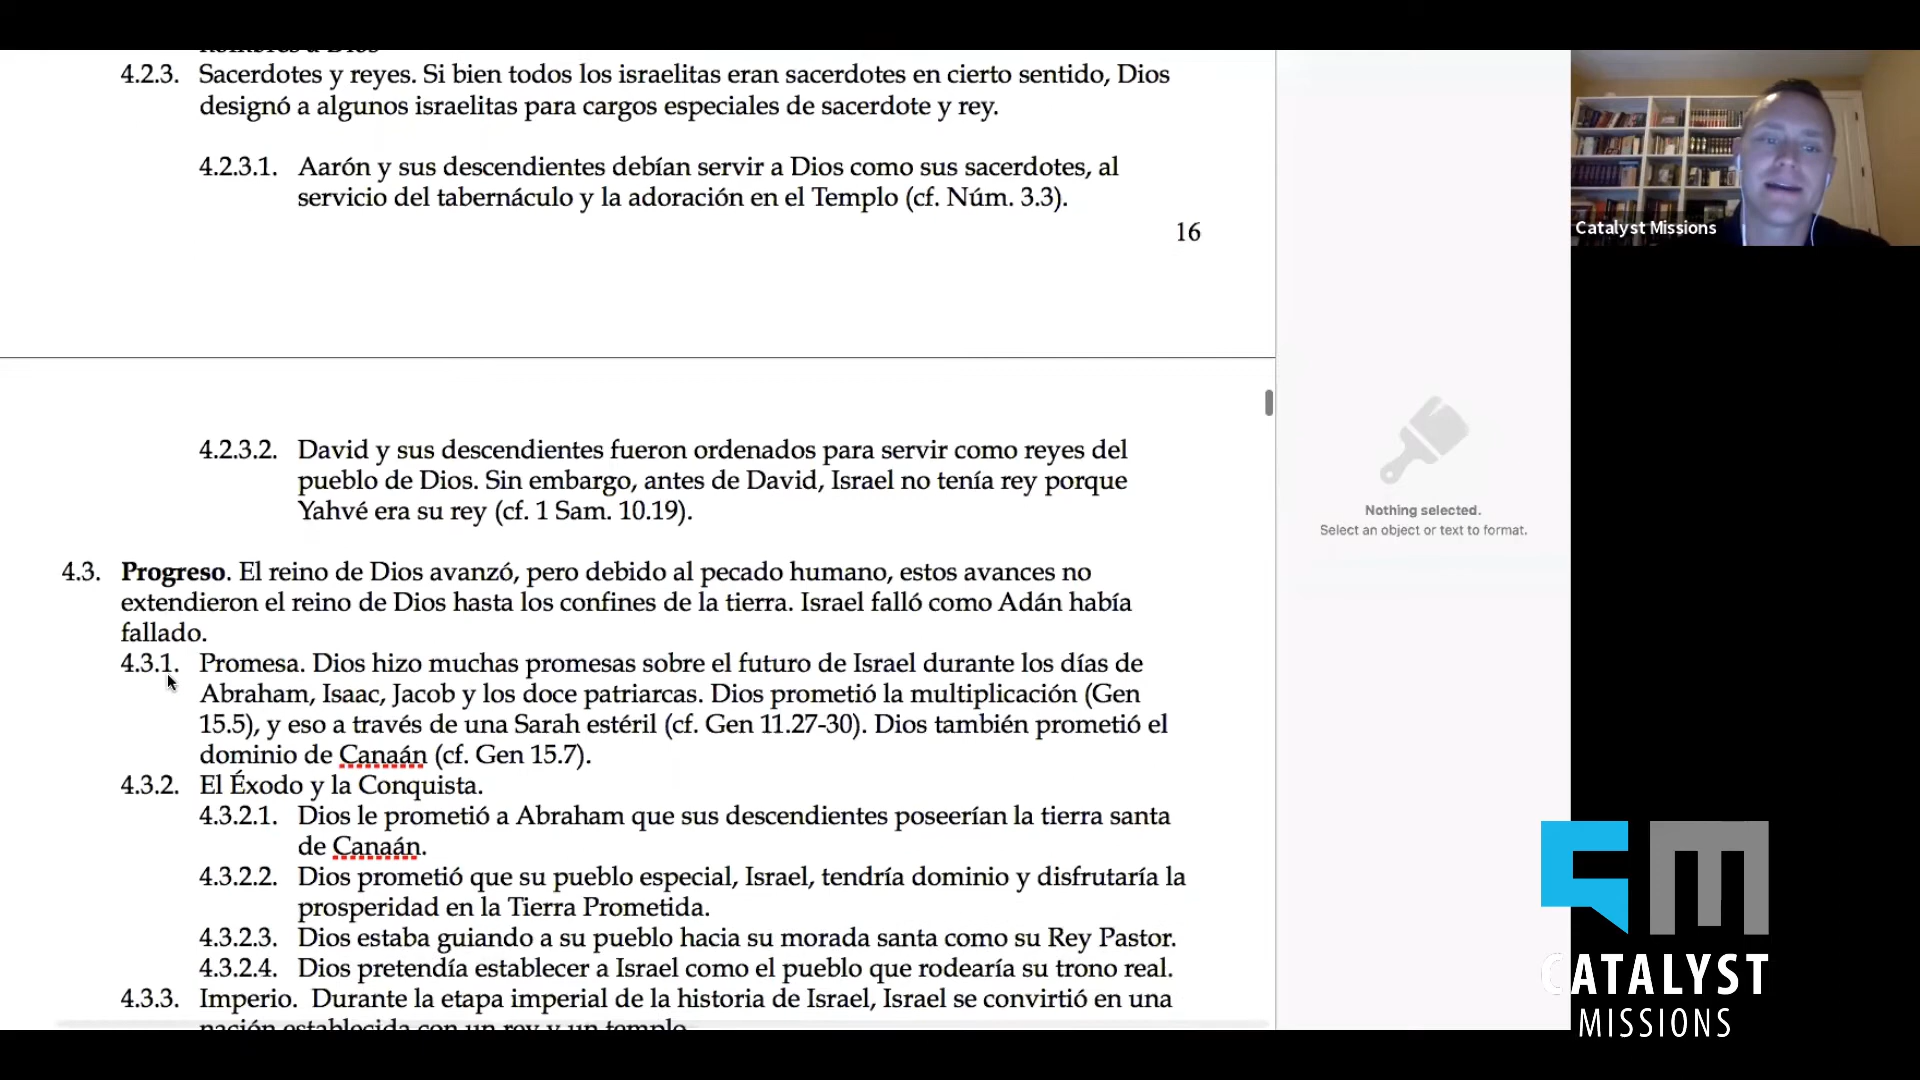 4.2.3. Sacerdotes y reyes. Si bien todos los israelitas eran sacerdotes en cierto sentido, Dios
designó a algunos israelitas para cargos especiales de sacerdote y rey.
4.2.3.1. Aarón y sus descendientes debían servir a Dios como sus sacerdotes, al
servicio del tabernáculo y la adoración en el Templo (cf. Núm. 3.3).
16
4.2.3.2. David y sus descendientes fueron ordenados para servir como reyes del
pueblo de Dios. Sin embargo, antes de David, Israel no tenía rey porque
Yahvé era su rey (cf. 1 Sam. 10.19).
4.3. Progreso. El reino de Dios avanzó, pero debido al pecado humano, estos avances no
extendieron el reino de Dios hasta los confines de la tierra. Israel falló como Adán había
fallado.
4.3.1. Promesa. Dios hizo muchas promesas sobre el futuro de Israel durante los días de
Abraham, Isaac, Jacob y los doce patriarcas. Dios prometió la multiplicación (Gen
15.5), y eso a través de una Sarah estéril (cf. Gen 11.27-30). Dios también prometió el
dominio de Canaán (cf. Gen 15.7).
4.3.2. El Éxodo y la Conquista.
4.3.2.1. Dios le prometió a Abraham que sus descendientes poseerían la tierra santa
de Canaán.
4.3.2.2. Dios prometió que su pueblo especial, Israel, tendría dominio y disfrutaría la
prosperidad en la Tierra Prometida.
4.3.2.3. Dios estaba guiando a su pueblo hacia su morada santa como su Rey Pastor.
4.3.2.4. Dios pretendía establecer a Israel como el pueblo que rodearía su trono real.
4.3.3. Imperio. Durante la etapa imperial de la historia de Israel, Israel se convirtió en una
nación establecida con un rey y un templo
Nothing selected.
Select an object or text to format.
Catalyst Missions
CATALYST
MISSIONS